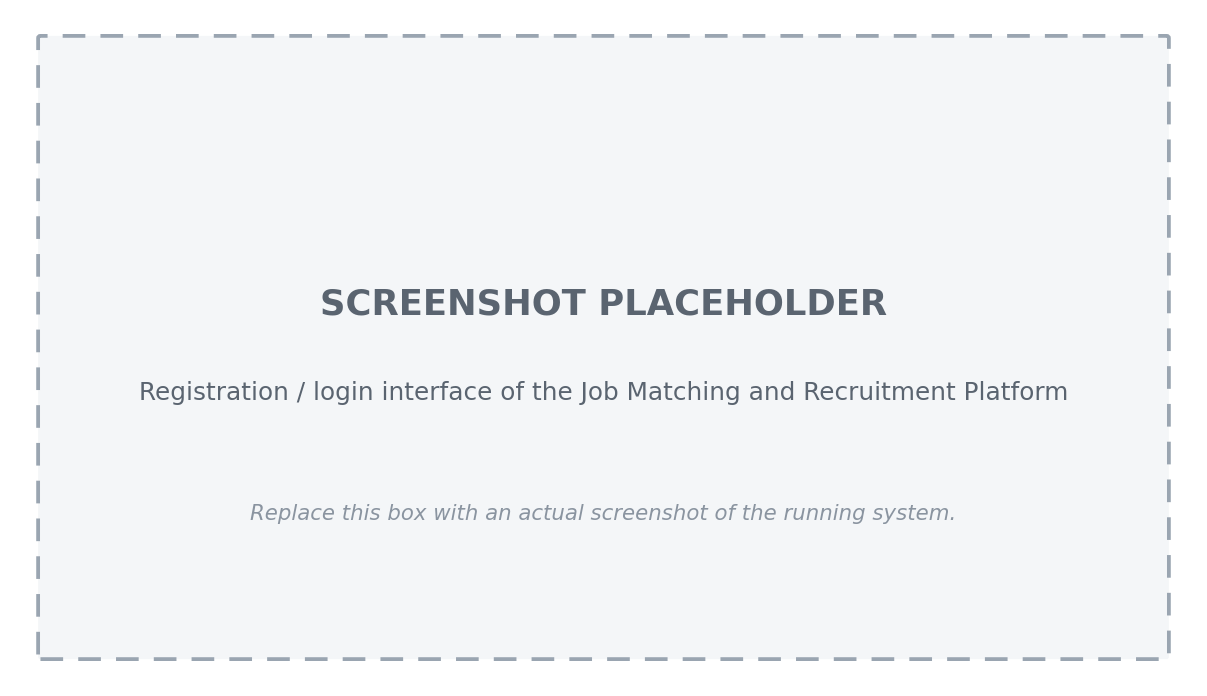 SCREENSHOT PLACEHOLDER
Registration / login interface of the Job Matching and Recruitment Platform
Replace this box with an actual screenshot of the running system.